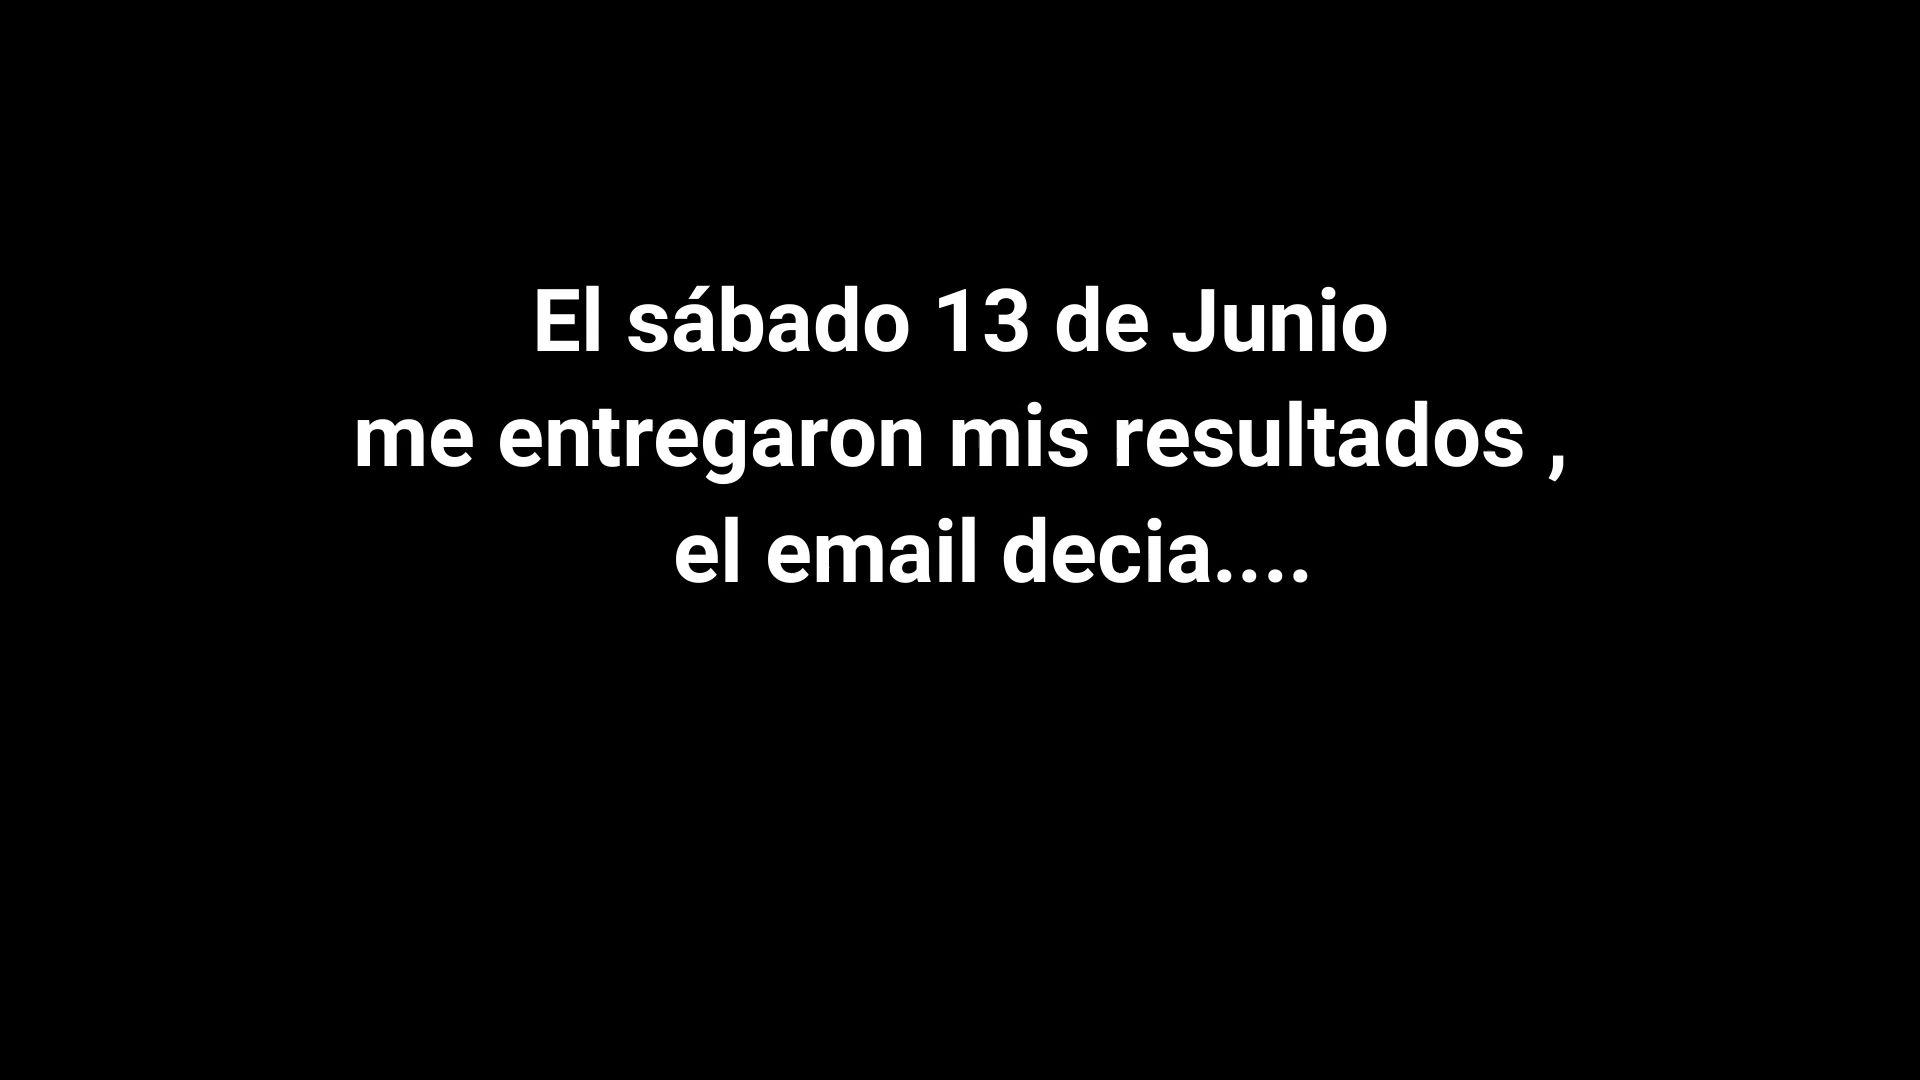 El sábado 13 de Junio
me entregaron mis resultados ,
el email decia....